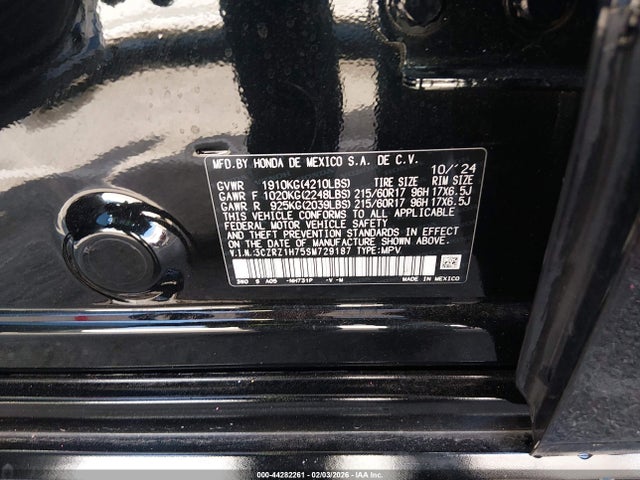 MFD.BY HONDA DE MEXICO S.A. DE C.V. 10/'24
GVWR 1910KG(4210LBS) TIRE SIZE RIM SIZE
GAWR F 1020KG(2248LBS) 215/60R17 96H 17X6.5J
GAWR R 925KG(2039LBS) 215/60R17 96H 17X6.5J
THIS VEHICLE CONFORMS TO ALL APPLICABLE
FEDERAL MOTOR VEHICLE SAFETY
AND THEFT PREVENTION STANDARDS IN EFFECT
ON THE DATE OF MANUFACTURE SHOWN ABOVE.
V.I.N.:3CZRZ1H75SM729187 TYPE:MPV
3W0 S A05 -NH731P -V -M MADE IN MEXICO
000-44282261 - 02/03/2026 - IAA Inc.